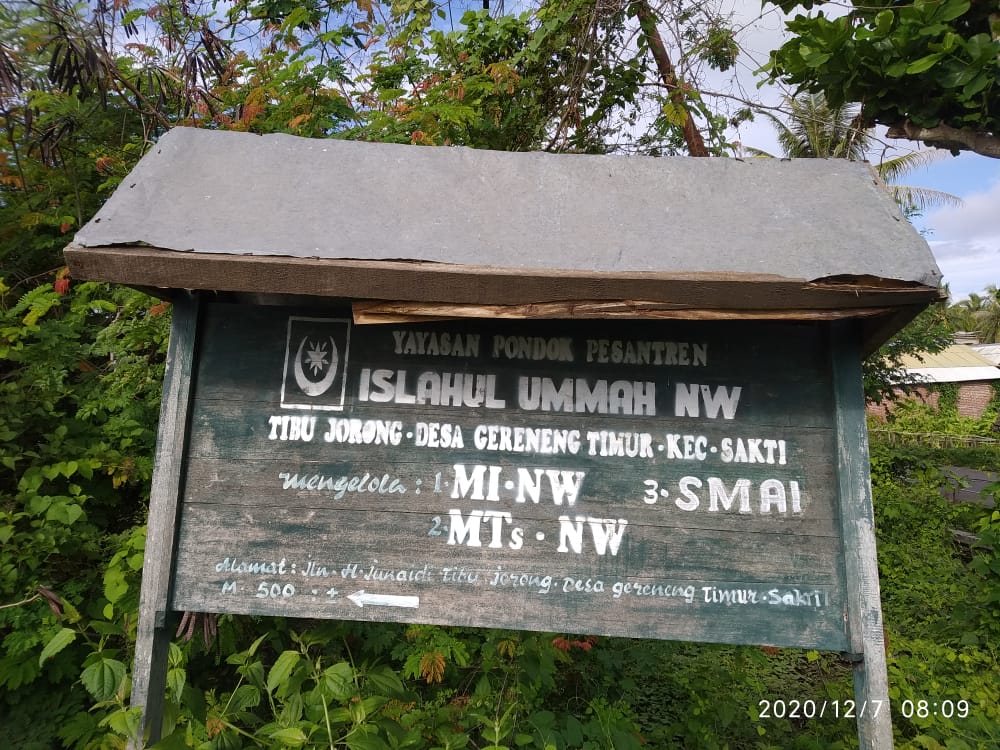 YAYASAN PONDOK PESANTREN
ISLAHUL UMMAH NW
TIBU JORONG · DESA GERENENG TIMUR · KEC · SAKTI
Mengelola : 1· MI · NW 3· SMAI
2· MTs · NW
Alamat : Jln · H · Junaidi Tibu jorong · Desa gereneng Timur · Sakti
M · 500 · +
2020/12/7 08:09